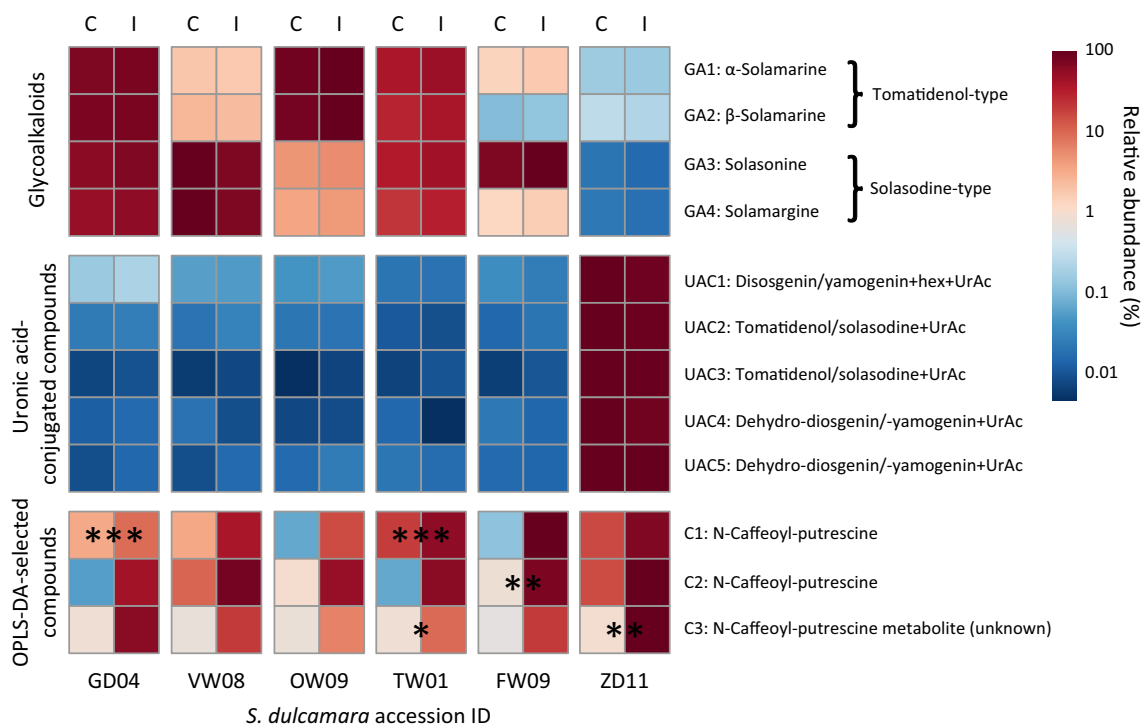 C I C I C I C I C I C I
Glycoalkaloids
GA1: α-Solamarine
GA2: β-Solamarine
Tomatidenol-type
GA3: Solasonine
GA4: Solamargine
Solasodine-type
Uronic acid-
conjugated compounds
UAC1: Disosgenin/yamogenin+hex+UrAc
UAC2: Tomatidenol/solasodine+UrAc
UAC3: Tomatidenol/solasodine+UrAc
UAC4: Dehydro-diosgenin/-yamogenin+UrAc
UAC5: Dehydro-diosgenin/-yamogenin+UrAc
OPLS-DA-selected
compounds
*** ***
**
* **
C1: N-Caffeoyl-putrescine
C2: N-Caffeoyl-putrescine
C3: N-Caffeoyl-putrescine metabolite (unknown)
GD04 VW08 OW09 TW01 FW09 ZD11
S. dulcamara accession ID
100
10
1
0.1
0.01
Relative abundance (%)